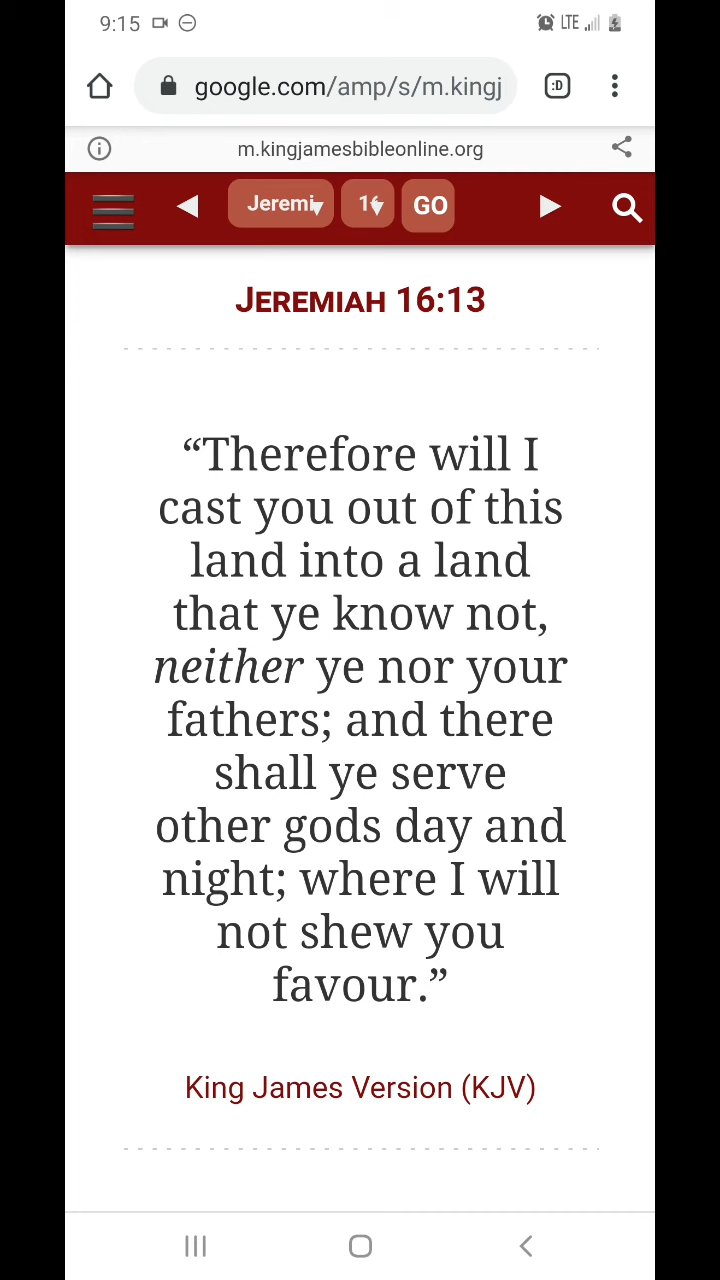 9:15 LTE
google.com/amp/s/m.kingj :D
m.kingjamesbibleonline.org
Jeremi 16 GO
JEREMIAH 16:13
“Therefore will I
cast you out of this
land into a land
that ye know not,
neither ye nor your
fathers; and there
shall ye serve
other gods day and
night; where I will
not shew you
favour.”
King James Version (KJV)